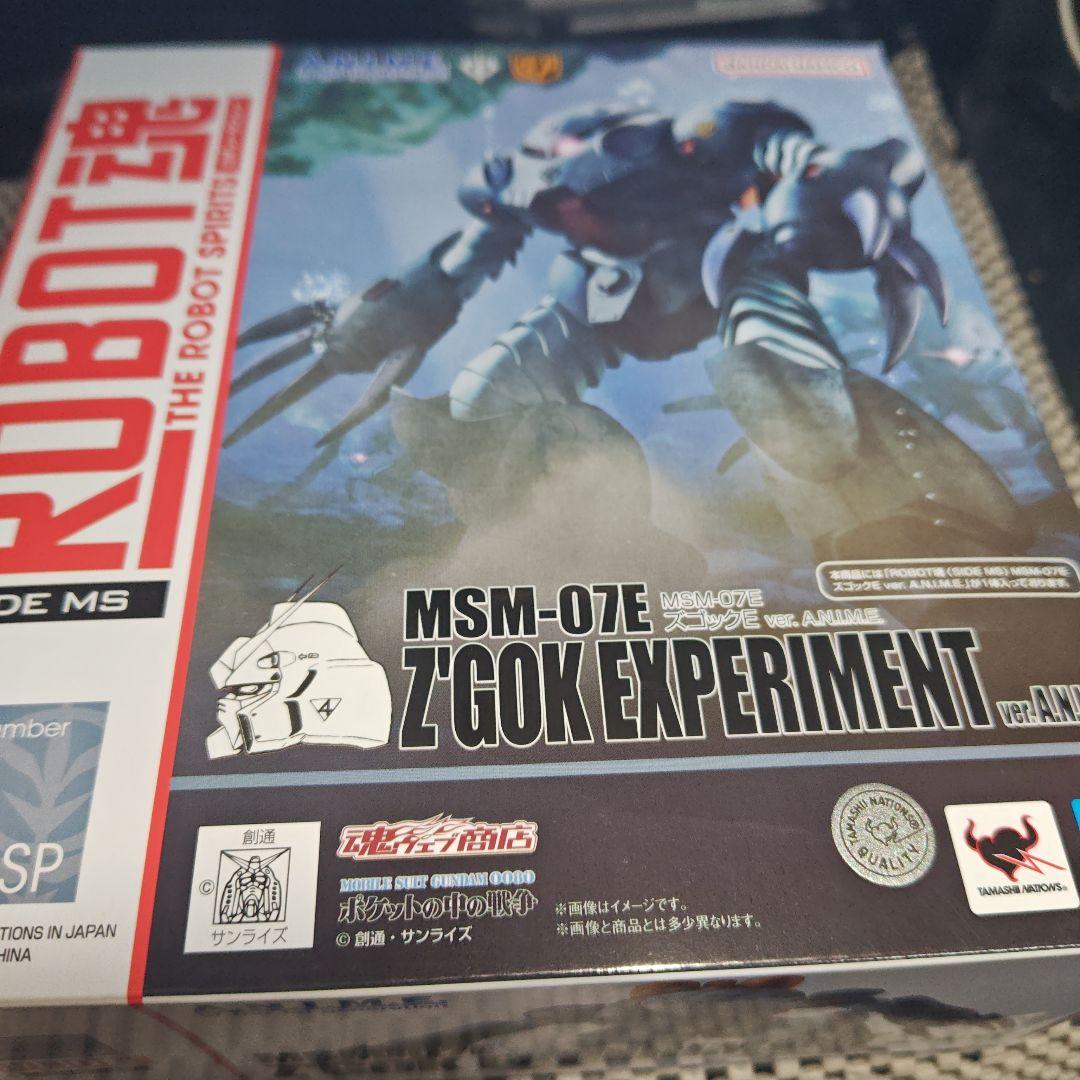 ROBOT魂
THE ROBOT SPIRITS
IDE MS
A.N.I.M.E.
本商品には「ROBOT魂〈SIDE MS〉 MSM-07E
ズゴックE ver. A.N.I.M.E.」が1体入っております。
MSM-07E
MSM-07E
ズゴックE ver. A.N.I.M.E.
Z'GOK EXPERIMENT ver. A.N.I
4
umber
SP
TIONS IN JAPAN
HINA
創通
©
サンライズ
魂ウェブ商店
MOBILE SUIT GUNDAM 0080
ポケットの中の戦争
© 創通・サンライズ
※画像はイメージです。
※画像と商品とは多少異なります。
TAMASHII NATIONS
QUALITY
TAMASHII NATIONS®